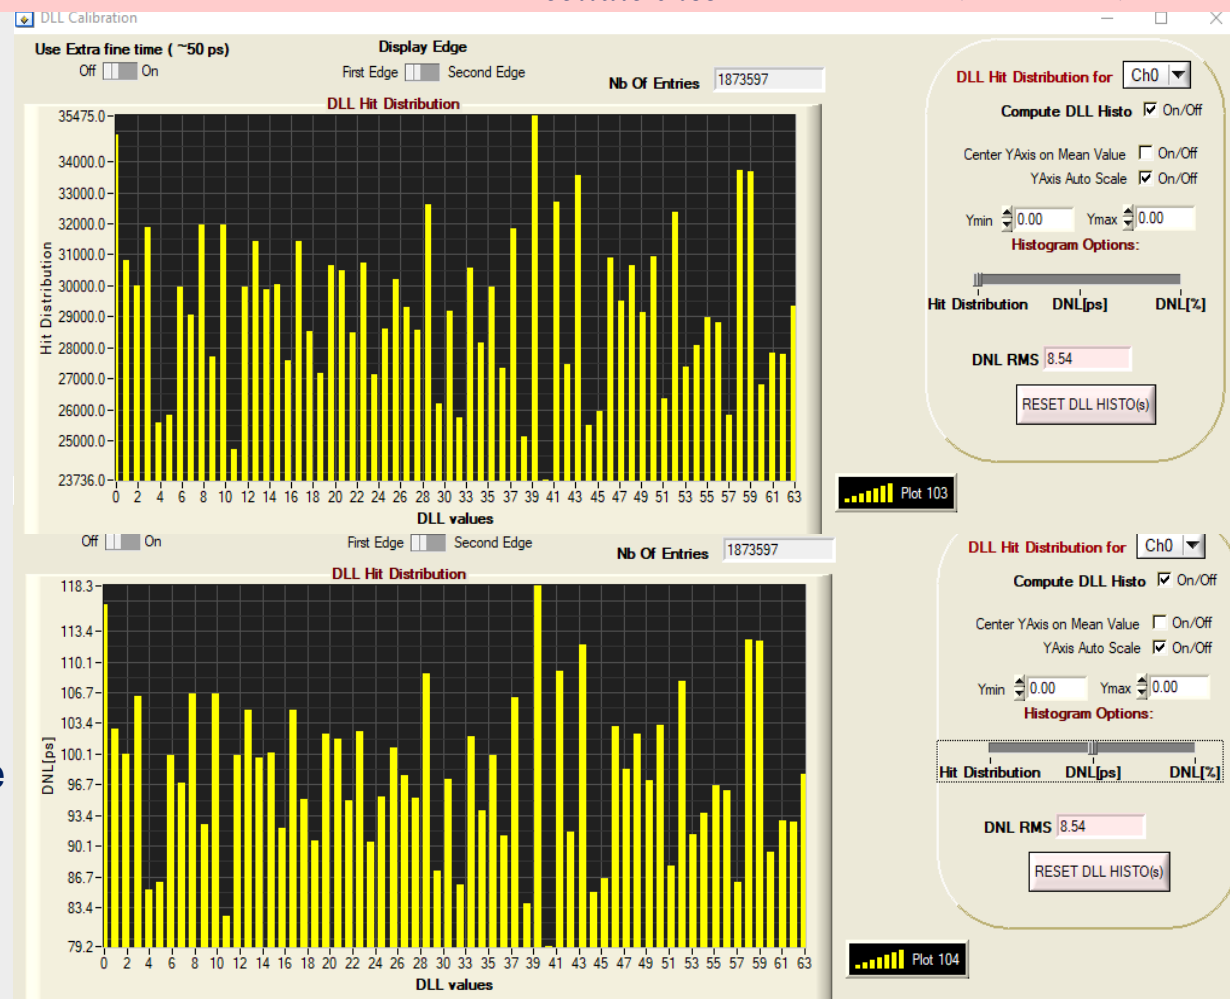 DLL Calibration
Use Extra fine time ( ~50 ps)
Off On
Display Edge
First Edge Second Edge
Nb Of Entries 1873597
DLL Hit Distribution
35475.0
34000.0
33000.0
32000.0
31000.0
30000.0
29000.0
28000.0
27000.0
26000.0
25000.0
23736.0
Hit Distribution
0 2 4 6 8 10 12 14 16 18 20 22 24 26 28 30 33 35 37 39 41 43 45 47 49 51 53 55 57 59 61 63
DLL values
DLL Hit Distribution for Ch0
Compute DLL Histo On/Off
Center YAxis on Mean Value On/Off
YAxis Auto Scale On/Off
Ymin 0.00 Ymax 0.00
Histogram Options:
Hit Distribution DNL[ps] DNL[%]
DNL RMS 8.54
RESET DLL HISTO(s)
Plot 103
Off On
First Edge Second Edge
Nb Of Entries 1873597
DLL Hit Distribution
118.3
113.4
110.1
106.7
103.4
100.1
96.7
93.4
90.1
86.7
83.4
79.2
DNL[ps]
0 2 4 6 8 10 12 14 16 18 20 22 24 26 28 30 33 35 37 39 41 43 45 47 49 51 53 55 57 59 61 63
DLL values
DLL Hit Distribution for Ch0
Compute DLL Histo On/Off
Center YAxis on Mean Value On/Off
YAxis Auto Scale On/Off
Ymin 0.00 Ymax 0.00
Histogram Options:
Hit Distribution DNL[ps] DNL[%]
DNL RMS 8.54
RESET DLL HISTO(s)
Plot 104
e